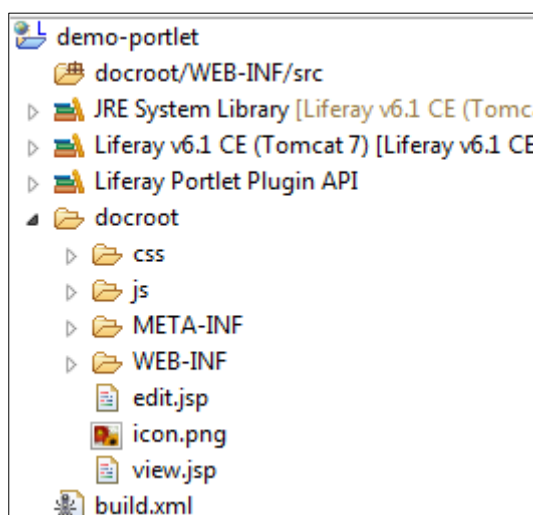 demo-portlet
docroot/WEB-INF/src
JRE System Library [Liferay v6.1 CE (Tomc
Liferay v6.1 CE (Tomcat 7) [Liferay v6.1 CE
Liferay Portlet Plugin API
docroot
css
js
META-INF
WEB-INF
edit.jsp
icon.png
view.jsp
build.xml